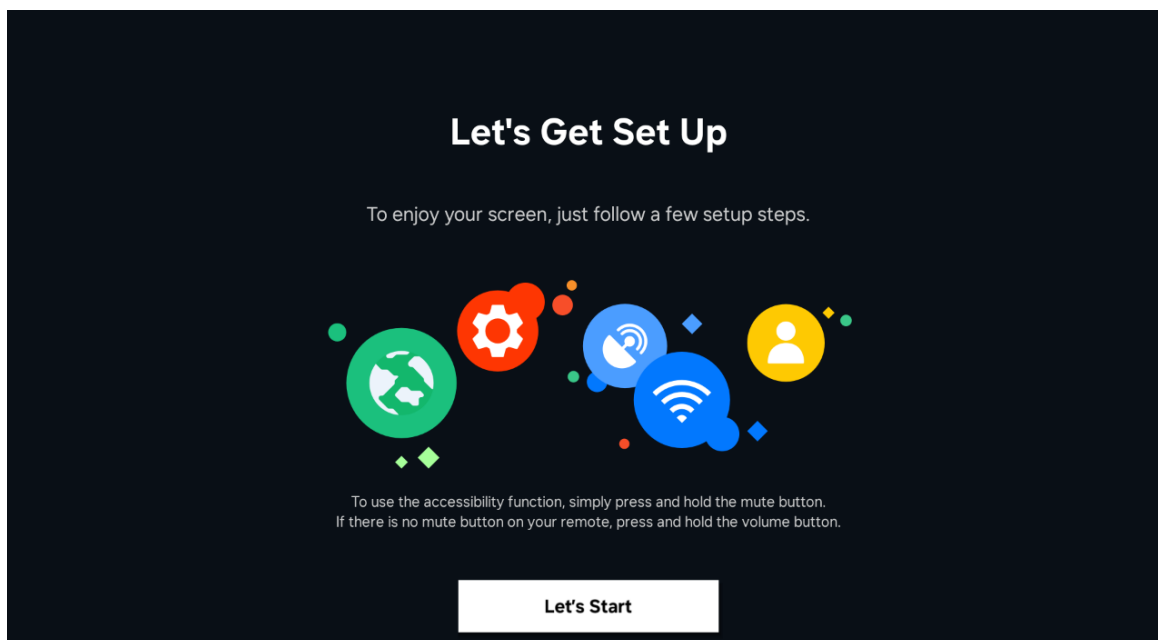 Let's Get Set Up
To enjoy your screen, just follow a few setup steps.
To use the accessibility function, simply press and hold the mute button.
If there is no mute button on your remote, press and hold the volume button.
Let's Start